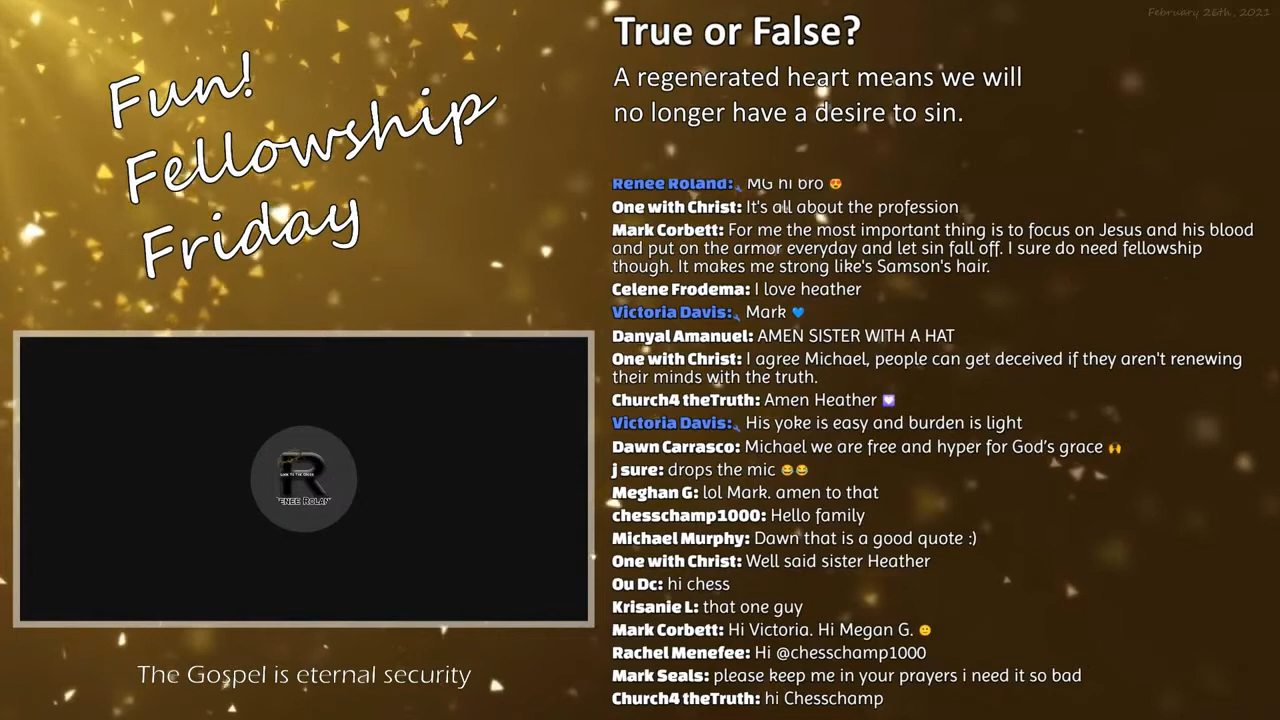 February 26th, 2021
Fun!
Fellowship
Friday
True or False?
A regenerated heart means we will
no longer have a desire to sin.
Renee Roland: MG hi bro 😍
One with Christ: It's all about the profession
Mark Corbett: For me the most important thing is to focus on Jesus and his blood
and put on the armor everyday and let sin fall off. I sure do need fellowship
though. It makes me strong like's Samson's hair.
Celene Frodema: I love heather
Victoria Davis: Mark 💙
Danyal Amanuel: AMEN SISTER WITH A HAT
One with Christ: I agree Michael, people can get deceived if they aren't renewing
their minds with the truth.
Church4 theTruth: Amen Heather 💟
Victoria Davis: His yoke is easy and burden is light
Dawn Carrasco: Michael we are free and hyper for God's grace 🙌
j sure: drops the mic 😂😂
Meghan G: lol Mark. amen to that
chesschamp1000: Hello family
Michael Murphy: Dawn that is a good quote :)
One with Christ: Well said sister Heather
Ou Dc: hi chess
Krisanie L: that one guy
Mark Corbett: Hi Victoria. Hi Megan G. 🙂
Rachel Menefee: Hi @chesschamp1000
Mark Seals: please keep me in your prayers i need it so bad
Church4 theTruth: hi Chesschamp
R
LOOK TO THE CROSS
RENEE ROLAN
The Gospel is eternal security